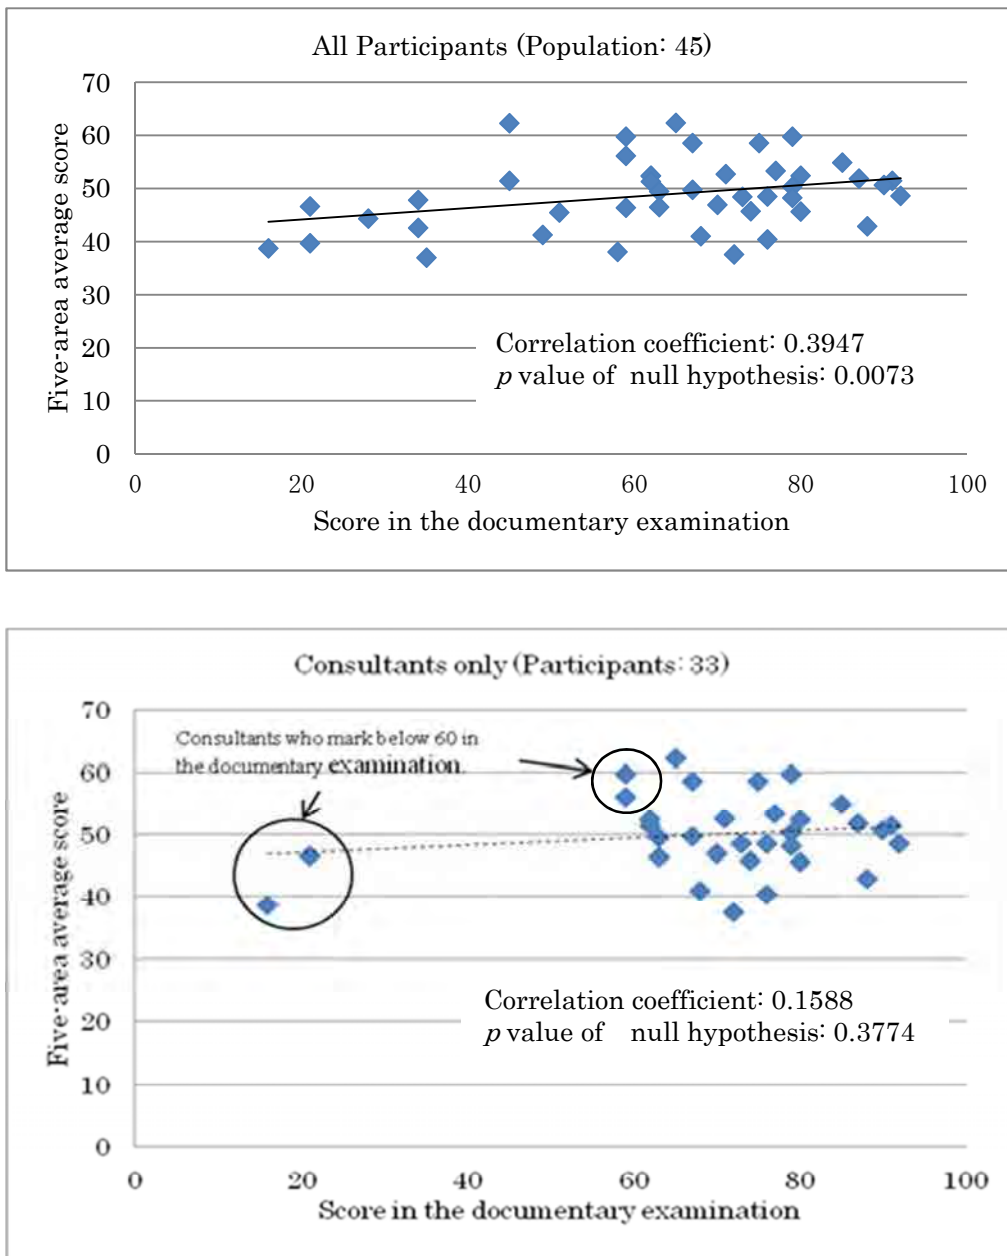 All Participants (Population: 45)
70
60
50
40
30
20
10
0
Five-area average score
Correlation coefficient: 0.3947
p value of null hypothesis: 0.0073
0 20 40 60 80 100
Score in the documentary examination
Consultants only (Participants: 33)
70
60
50
40
30
20
10
0
Five-area average score
Consultants who mark below 60 in
the documentary examination.
Correlation coefficient: 0.1588
p value of null hypothesis: 0.3774
0 20 40 60 80 100
Score in the documentary examination